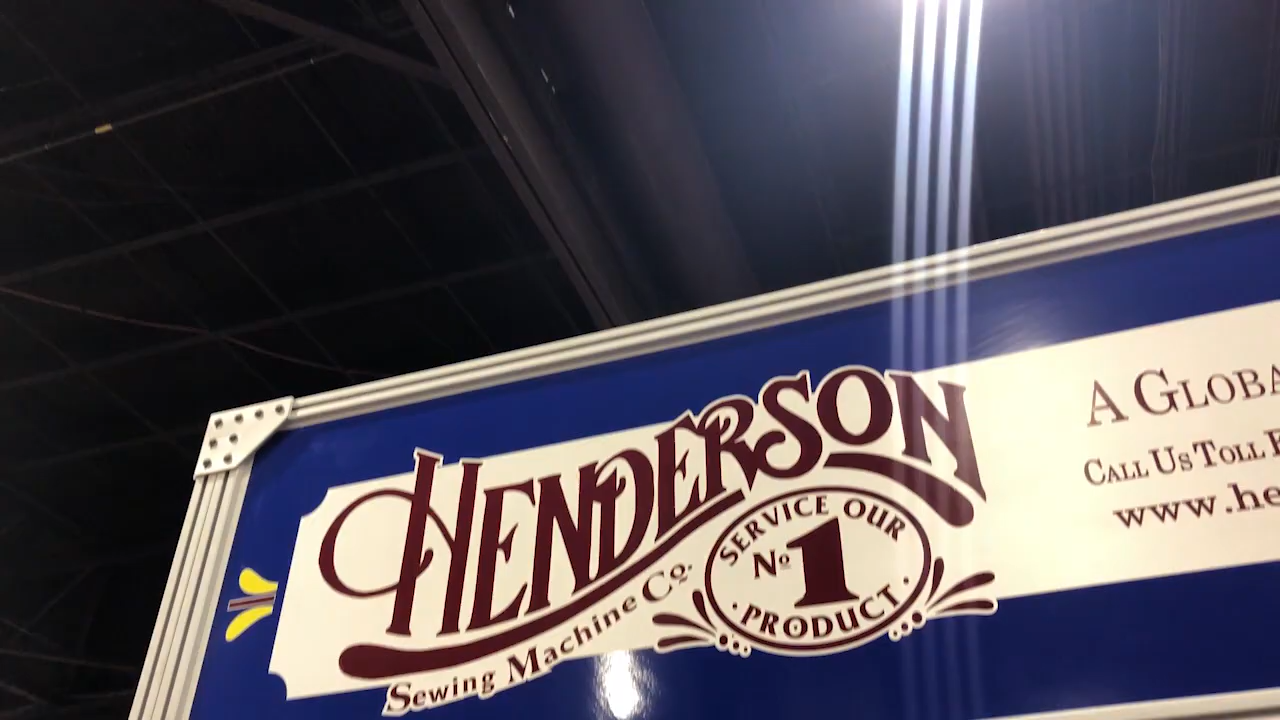 HENDERSON
Sewing Machine Co.
SERVICE OUR
No 1
PRODUCT
A GLOBA
CALL US TOLL F
www.he